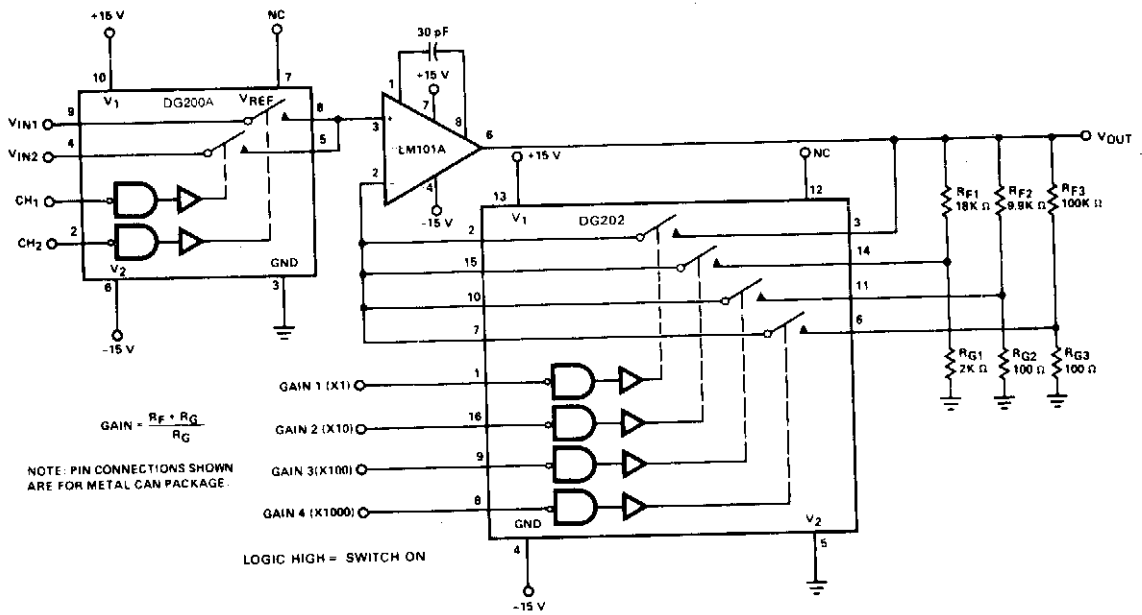 +15 V
NC
10
7
V1
DG200A
VREF
VIN1
9
8
VIN2
4
5
CH1
1
CH2
2
V2
GND
6
3
-15 V
30 pF
1
+15 V
7
8
3
+
LM101A
6
2
-
4
-15 V
VOUT
+15 V
NC
13
12
V1
DG202
2
3
15
14
10
11
7
6
RF1
18K Ω
RF2
9.9K Ω
RF3
100K Ω
RG1
2K Ω
RG2
100 Ω
RG3
100 Ω
GAIN 1 (X1)
1
GAIN 2 (X10)
16
GAIN 3 (X100)
9
GAIN 4 (X1000)
8
GND
V2
4
5
-15 V
GAIN = RF + RG
RG
NOTE: PIN CONNECTIONS SHOWN
ARE FOR METAL CAN PACKAGE.
LOGIC HIGH = SWITCH ON